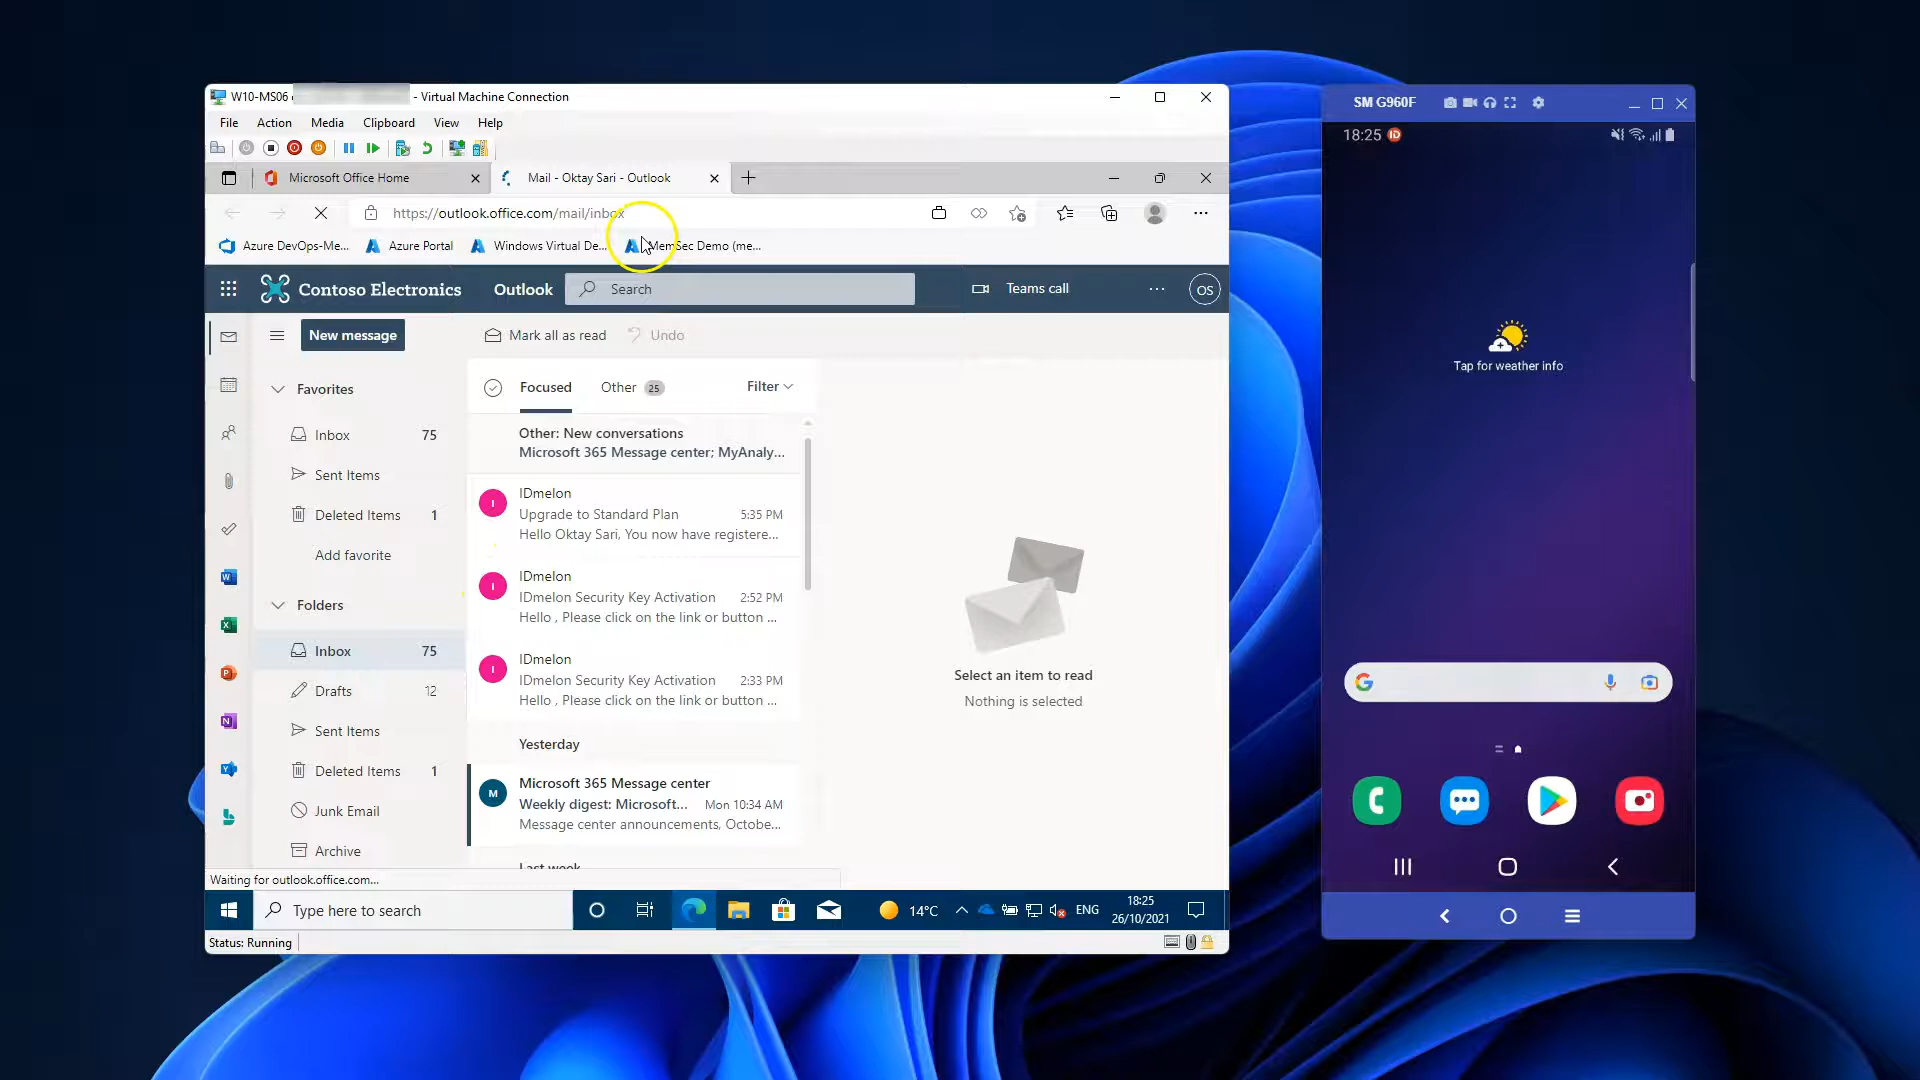 W10-MS06 - Virtual Machine Connection
File Action Media Clipboard View Help
Microsoft Office Home
Mail - Oktay Sari - Outlook
https://outlook.office.com/mail/inbox
Azure DevOps-Me...
Azure Portal
Windows Virtual De...
MemSec Demo (me...
Contoso Electronics
Outlook
Search
Teams call
OS
New message
Mark all as read
Undo
Favorites
Inbox 75
Sent Items
Deleted Items 1
Add favorite
Folders
Inbox 75
Drafts 12
Sent Items
Deleted Items 1
Junk Email
Archive
Focused
Other 25
Filter
Other: New conversations
Microsoft 365 Message center; MyAnaly...
I
IDmelon
Upgrade to Standard Plan 5:35 PM
Hello Oktay Sari, You now have registere...
I
IDmelon
IDmelon Security Key Activation 2:52 PM
Hello , Please click on the link or button ...
I
IDmelon
IDmelon Security Key Activation 2:33 PM
Hello , Please click on the link or button ...
Yesterday
M
Microsoft 365 Message center
Weekly digest: Microsoft... Mon 10:34 AM
Message center announcements, Octobe...
Last week
Select an item to read
Nothing is selected
Waiting for outlook.office.com...
Type here to search
14°C
ENG
18:25
26/10/2021
Status: Running
SM G960F
18:25
Tap for weather info